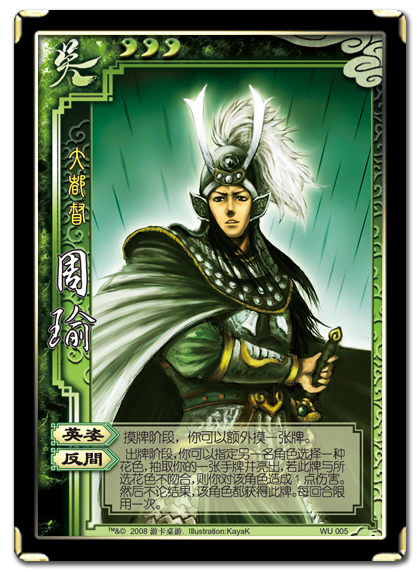 吴
大都督
周瑜
英姿
摸牌阶段，你可以额外摸一张牌。
反間
出牌阶段，你可以指定另一名角色选择一种
花色，抽取你的一张手牌并亮出，若此牌与所
选花色不吻合，则你对该角色造成1点伤害。
然后不论结果，该角色都获得此牌。每回合限
用一次。
™&© 2008 游卡桌游. Illustration:KayaK
WU 005